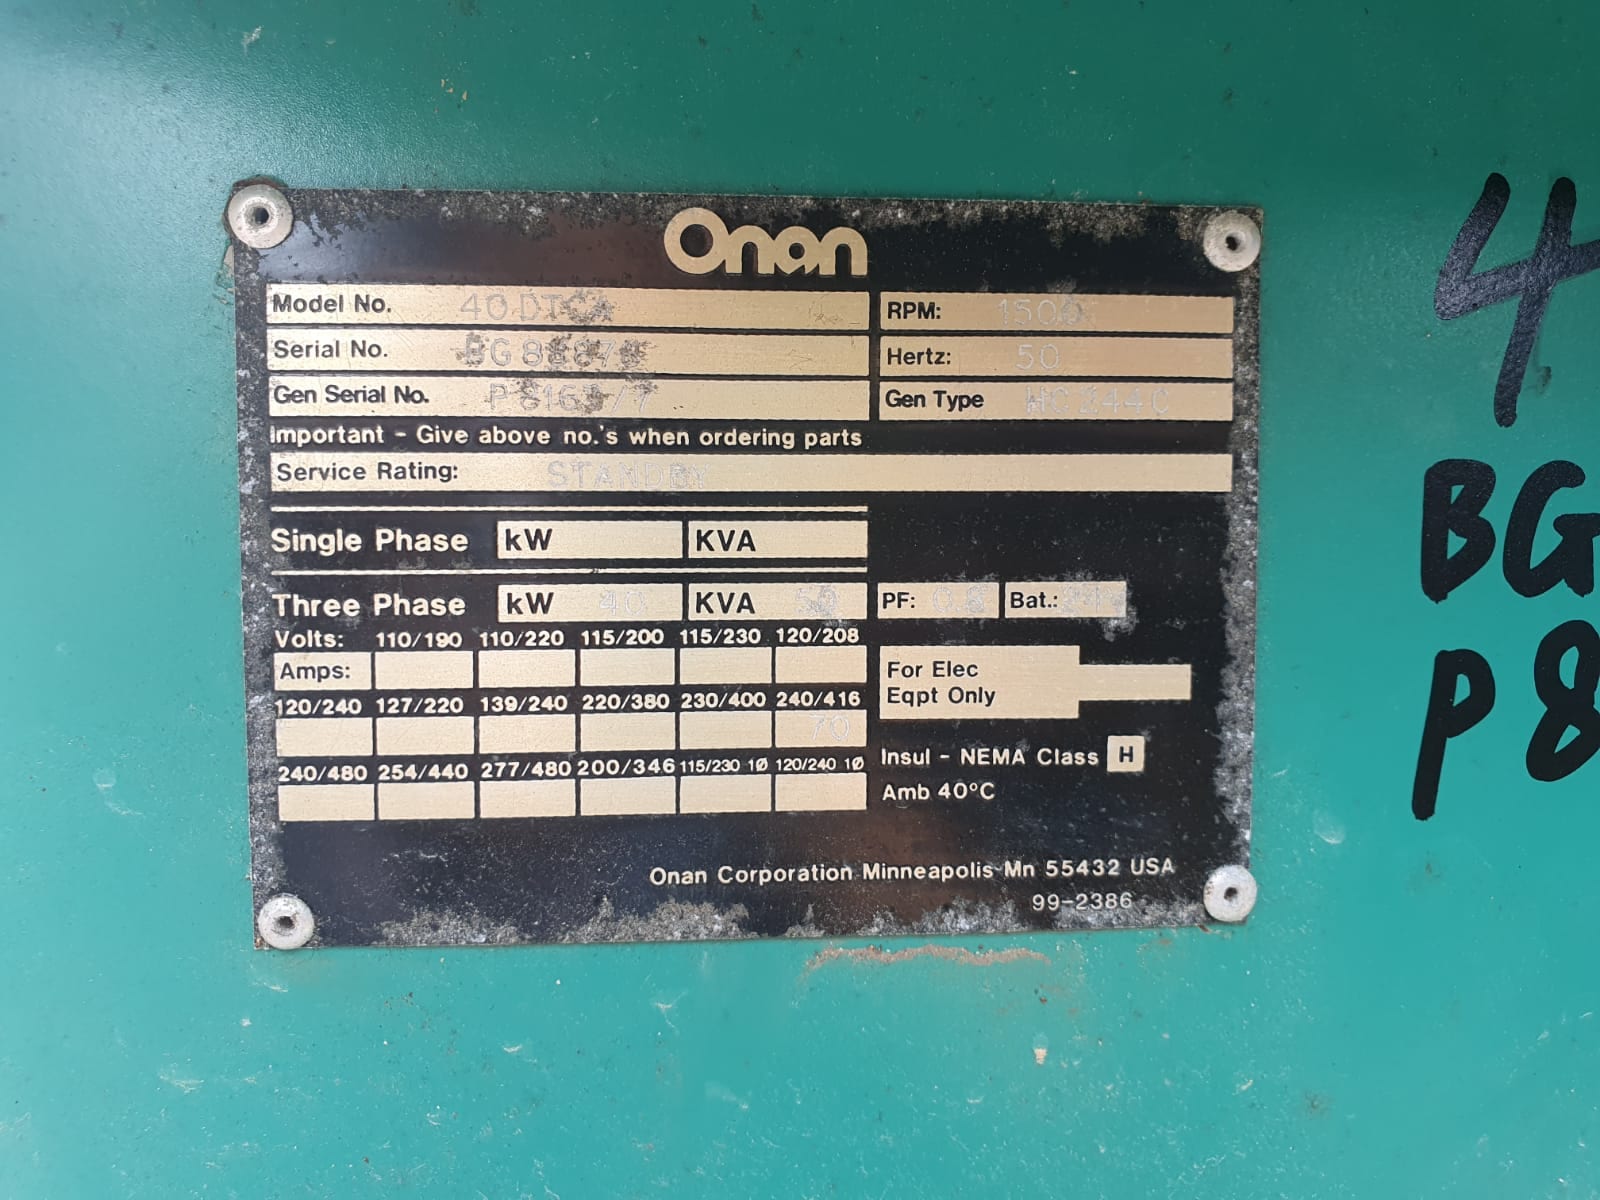 Onan
Model No. 40DTCA
RPM: 1500
Serial No.
Hertz: 50
Gen Serial No.
Gen Type HC244C
Important - Give above no.'s when ordering parts
Service Rating: STANDBY
Single Phase kW KVA
Three Phase kW 40 KVA 50 PF: 0.8 Bat.:
Volts: 110/190 110/220 115/200 115/230 120/208
Amps:
For Elec
Eqpt Only
120/240 127/220 139/240 220/380 230/400 240/416
70
Insul - NEMA Class H
240/480 254/440 277/480 200/346 115/230 1Ø 120/240 1Ø
Amb 40°C
Onan Corporation Minneapolis Mn 55432 USA
99-2386
4
BG
P8